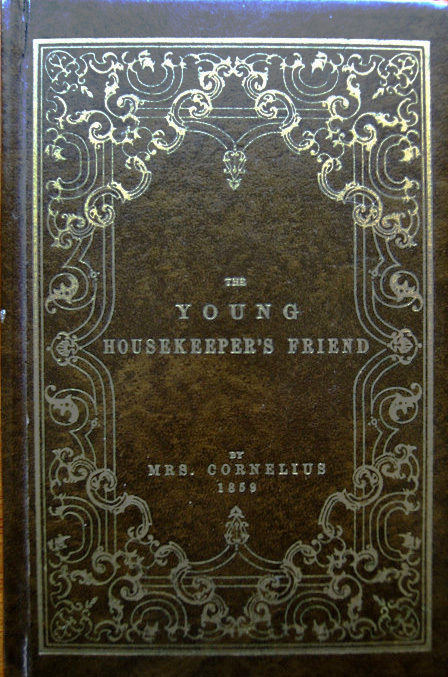 THE
YOUNG
HOUSEKEEPER'S FRIEND
BY
MRS. CORNELIUS
1859